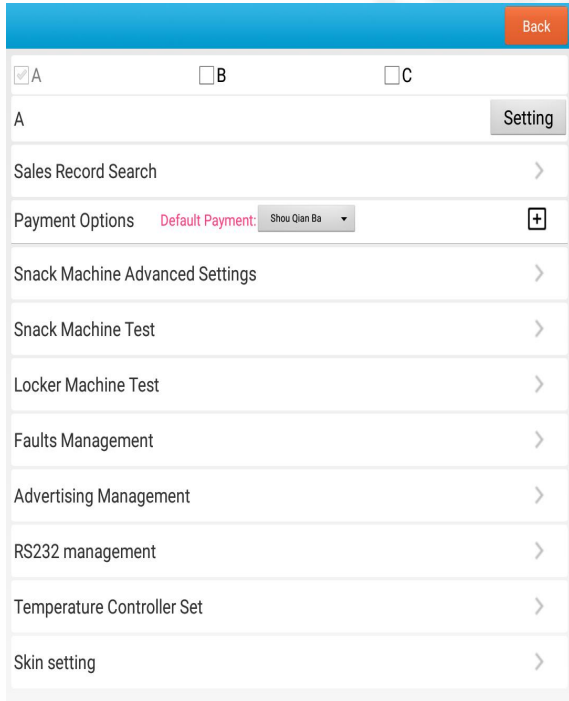 Back
A B C
A Setting
Sales Record Search
Payment Options Default Payment: Shou Qian Ba
Snack Machine Advanced Settings
Snack Machine Test
Locker Machine Test
Faults Management
Advertising Management
RS232 management
Temperature Controller Set
Skin setting